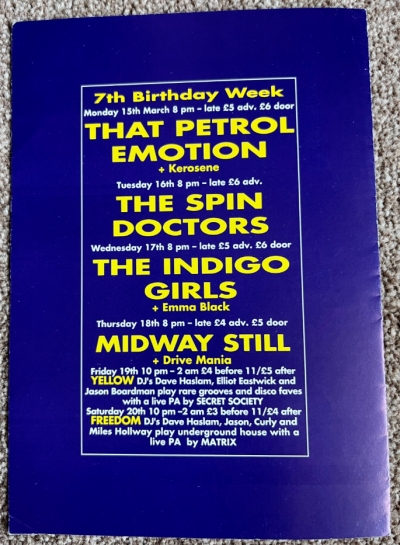 7th Birthday Week
Monday 15th March 8 pm – late £5 adv. £6 door
THAT PETROL
EMOTION
+ Kerosene
Tuesday 16th 8 pm – late £6 adv.
THE SPIN
DOCTORS
Wednesday 17th 8 pm – late £5 adv. £6 door
THE INDIGO
GIRLS
+ Emma Black
Thursday 18th 8 pm – late £4 adv. £5 door
MIDWAY STILL
+ Drive Mania
Friday 19th 10 pm – 2 am £4 before 11/£5 after
YELLOW DJ's Dave Haslam, Elliot Eastwick and
Jason Boardman play rare grooves and disco faves
with a live PA by SECRET SOCIETY
Saturday 20th 10 pm –2 am £3 before 11/£4 after
FREEDOM DJ's Dave Haslam, Jason, Curly and
Miles Hollway play underground house with a
live PA by MATRIX